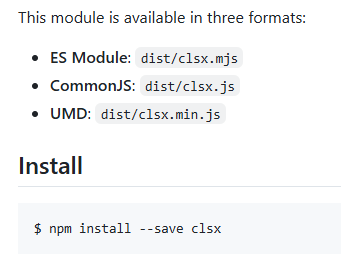 This module is available in three formats:
• ES Module: dist/clsx.mjs
• CommonJS: dist/clsx.js
• UMD: dist/clsx.min.js
Install
$ npm install --save clsx